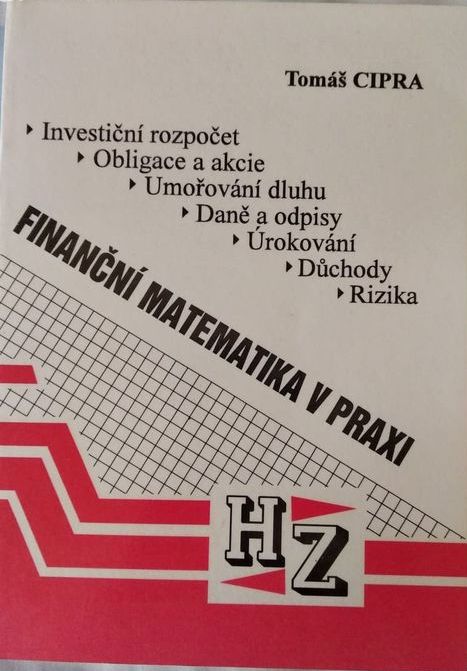 Tomáš CIPRA
Investiční rozpočet
Obligace a akcie
Umořování dluhu
Daně a odpisy
Úrokování
Důchody
Rizika
FINANČNÍ MATEMATIKA V PRAXI
HZ